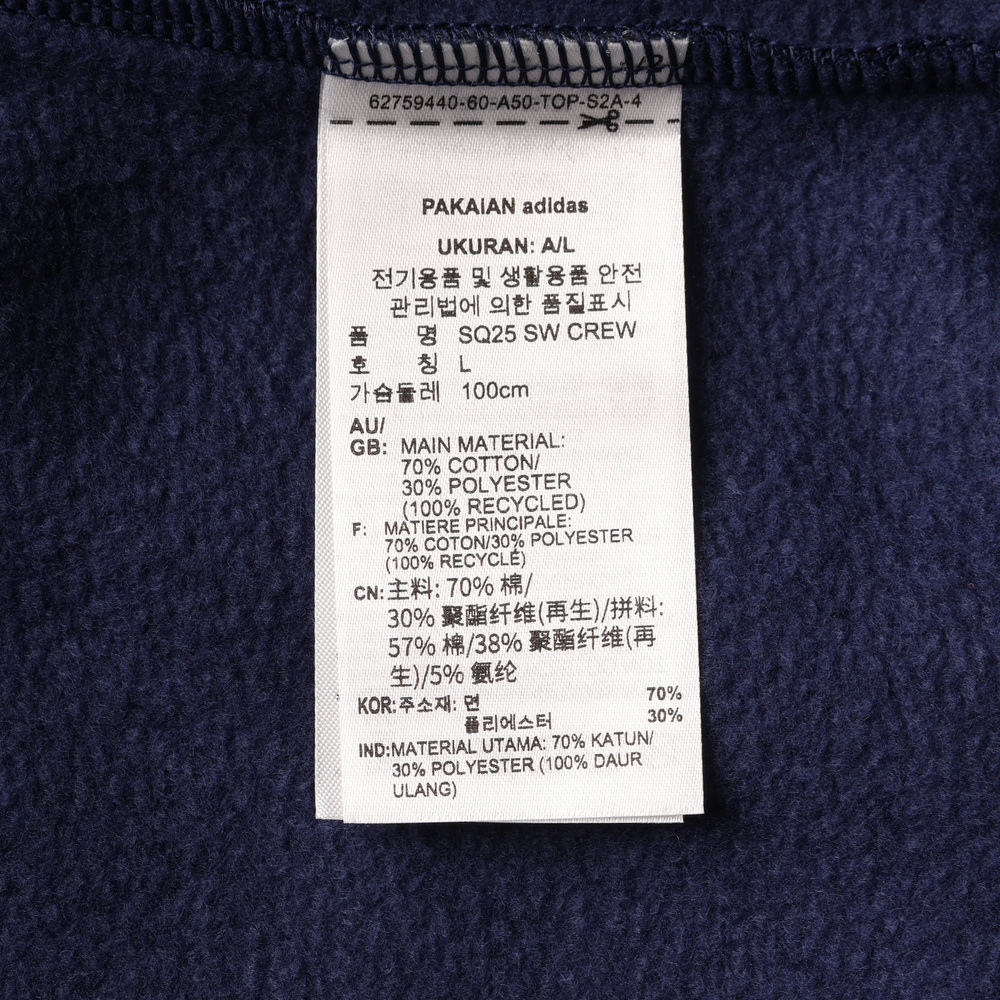 62759440-60-A50-TOP-S2A-4
PAKAIAN adidas
UKURAN: A/L
전기용품 및 생활용품 안전
관리법에 의한 품질표시
품 명 SQ25 SW CREW
호 칭 L
가슴둘레 100cm
AU/
GB: MAIN MATERIAL:
70% COTTON/
30% POLYESTER
(100% RECYCLED)
F: MATIERE PRINCIPALE:
70% COTON/30% POLYESTER
(100% RECYCLÉ)
CN: 主料: 70% 棉/
30% 聚酯纤维(再生)/拼料:
57% 棉/38% 聚酯纤维(再
生)/5% 氨纶
KOR: 주소재: 면 70%
폴리에스터 30%
IND: MATERIAL UTAMA: 70% KATUN/
30% POLYESTER (100% DAUR
ULANG)